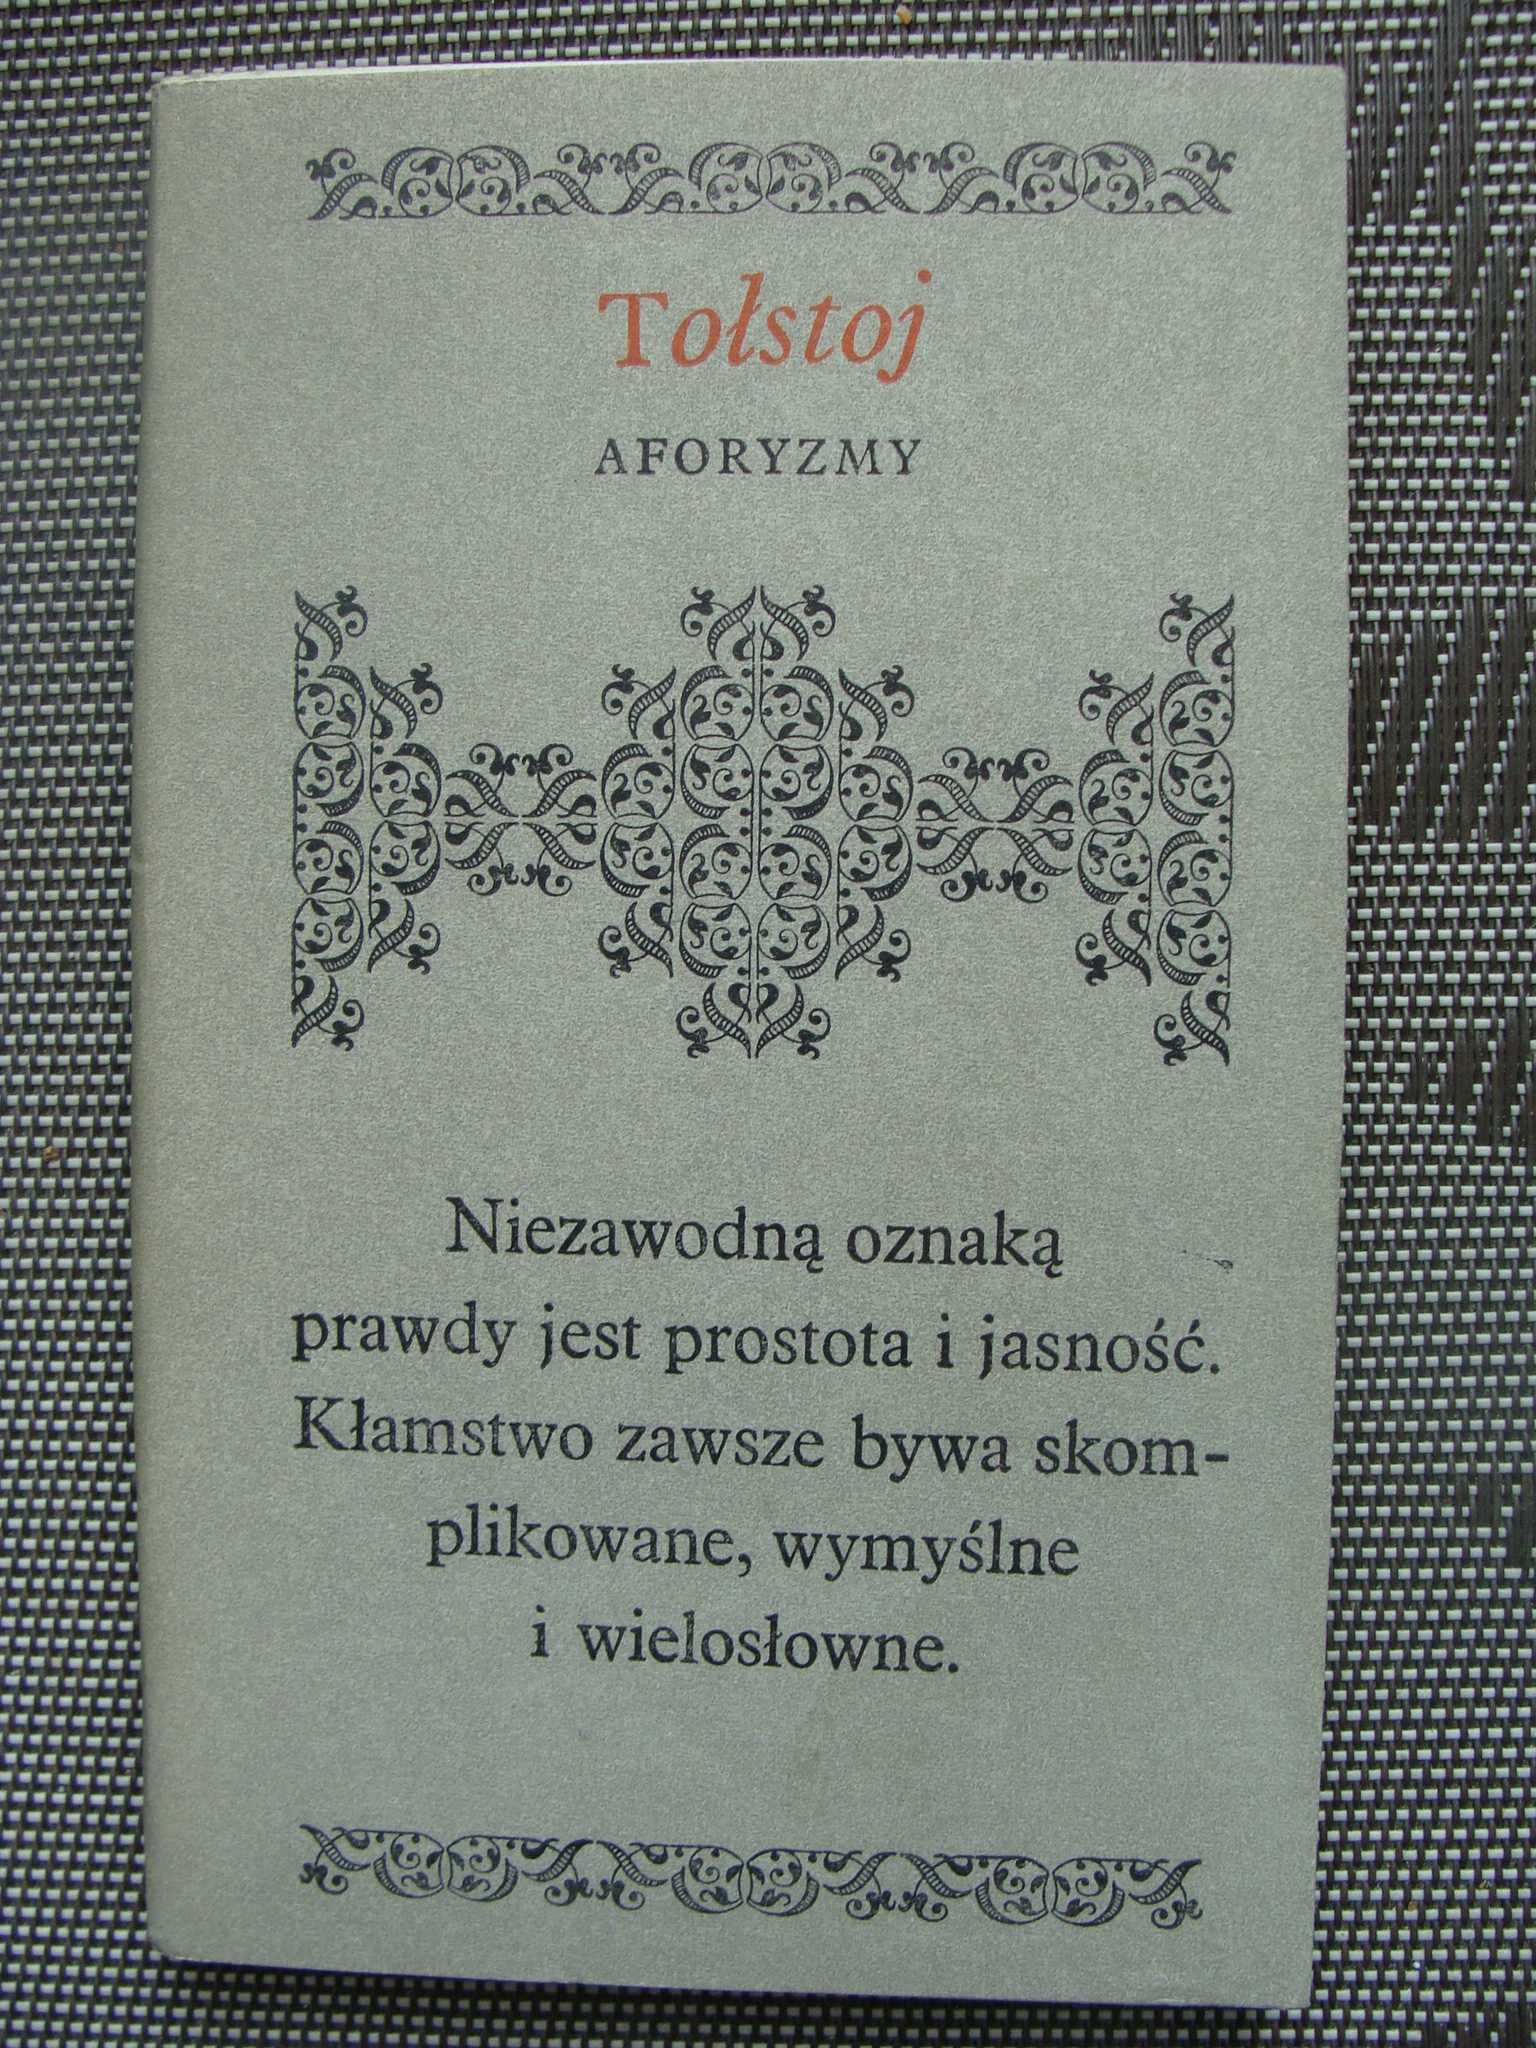 Tołstoj
AFORYZMY
Niezawodną oznaką
prawdy jest prostota i jasność.
Kłamstwo zawsze bywa skom-
plikowane, wymyślne
i wielosłowne.